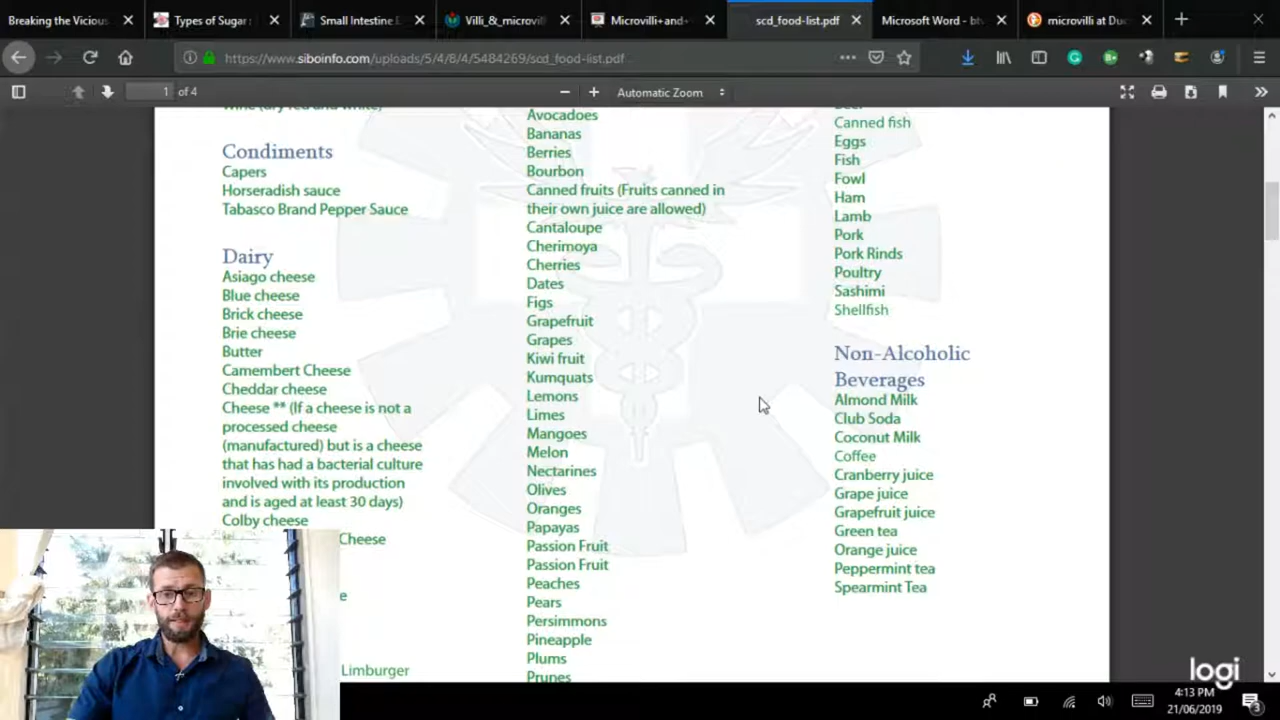 Breaking the Vicious
Types of Sugar
Small Intestine E
Villi_&_microvil
Microvilli+and+
scd_food-list.pdf
Microsoft Word - bt
microvilli at Du
https://www.siboinfo.com/uploads/5/4/8/4/5484269/scd_food-list.pdf
1 of 4
Automatic Zoom
Wine (dry red and white)
Condiments
Capers
Horseradish sauce
Tabasco Brand Pepper Sauce
Dairy
Asiago cheese
Blue cheese
Brick cheese
Brie cheese
Butter
Camembert Cheese
Cheddar cheese
Cheese ** (If a cheese is not a
processed cheese
(manufactured) but is a cheese
that has had a bacterial culture
involved with its production
and is aged at least 30 days)
Colby cheese
Cheese
e
Limburger
Avocadoes
Bananas
Berries
Bourbon
Canned fruits (Fruits canned in
their own juice are allowed)
Cantaloupe
Cherimoya
Cherries
Dates
Figs
Grapefruit
Grapes
Kiwi fruit
Kumquats
Lemons
Limes
Mangoes
Melon
Nectarines
Olives
Oranges
Papayas
Passion Fruit
Passion Fruit
Peaches
Pears
Persimmons
Pineapple
Plums
Prunes
Beef
Canned fish
Eggs
Fish
Fowl
Ham
Lamb
Pork
Pork Rinds
Poultry
Sashimi
Shellfish
Non-Alcoholic
Beverages
Almond Milk
Club Soda
Coconut Milk
Coffee
Cranberry juice
Grape juice
Grapefruit juice
Green tea
Orange juice
Peppermint tea
Spearmint Tea
logi
4:13 PM
21/06/2019
3